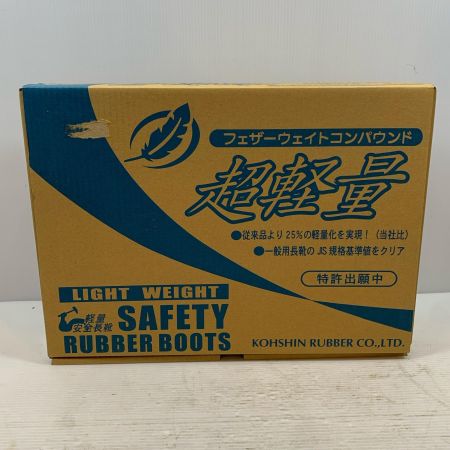 フェザーウェイトコンパウンド
超軽量
●従来品より25%の軽量化を実現！（当社比）
●一般用長靴のJIS規格基準値をクリア
特許出願中
LIGHT WEIGHT
軽量
安全長靴
SAFETY
RUBBER BOOTS
KOHSHIN RUBBER CO.,LTD.